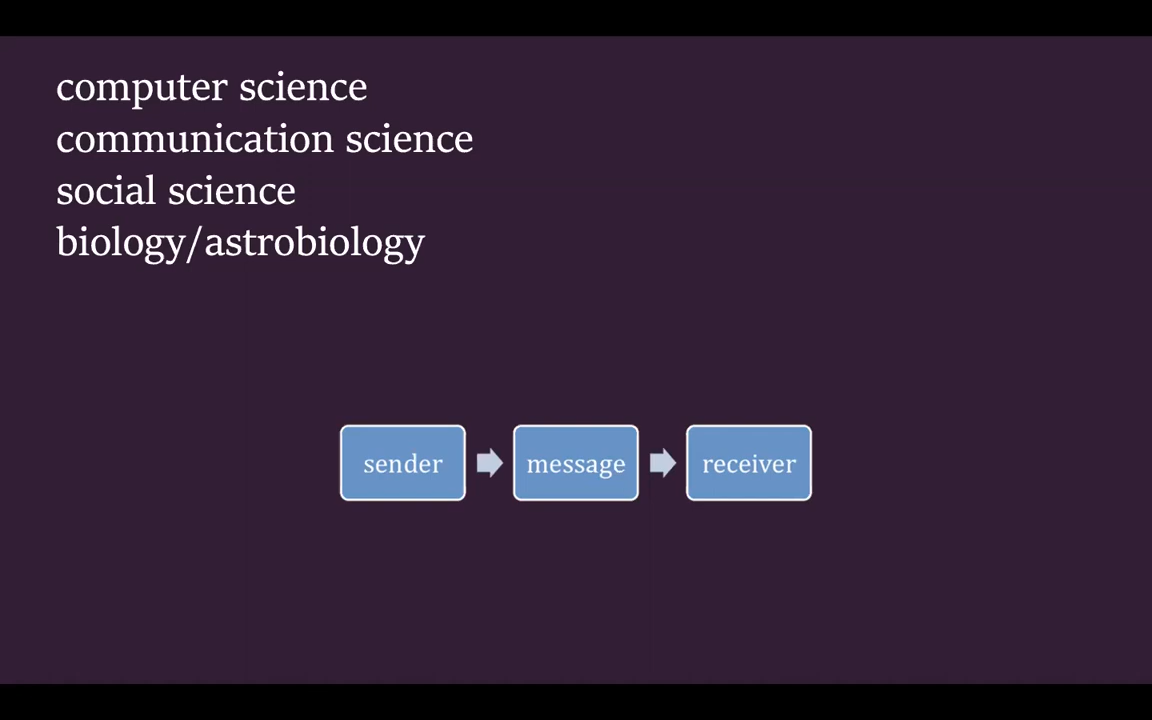 computer science
communication science
social science
biology/astrobiology
sender
message
receiver